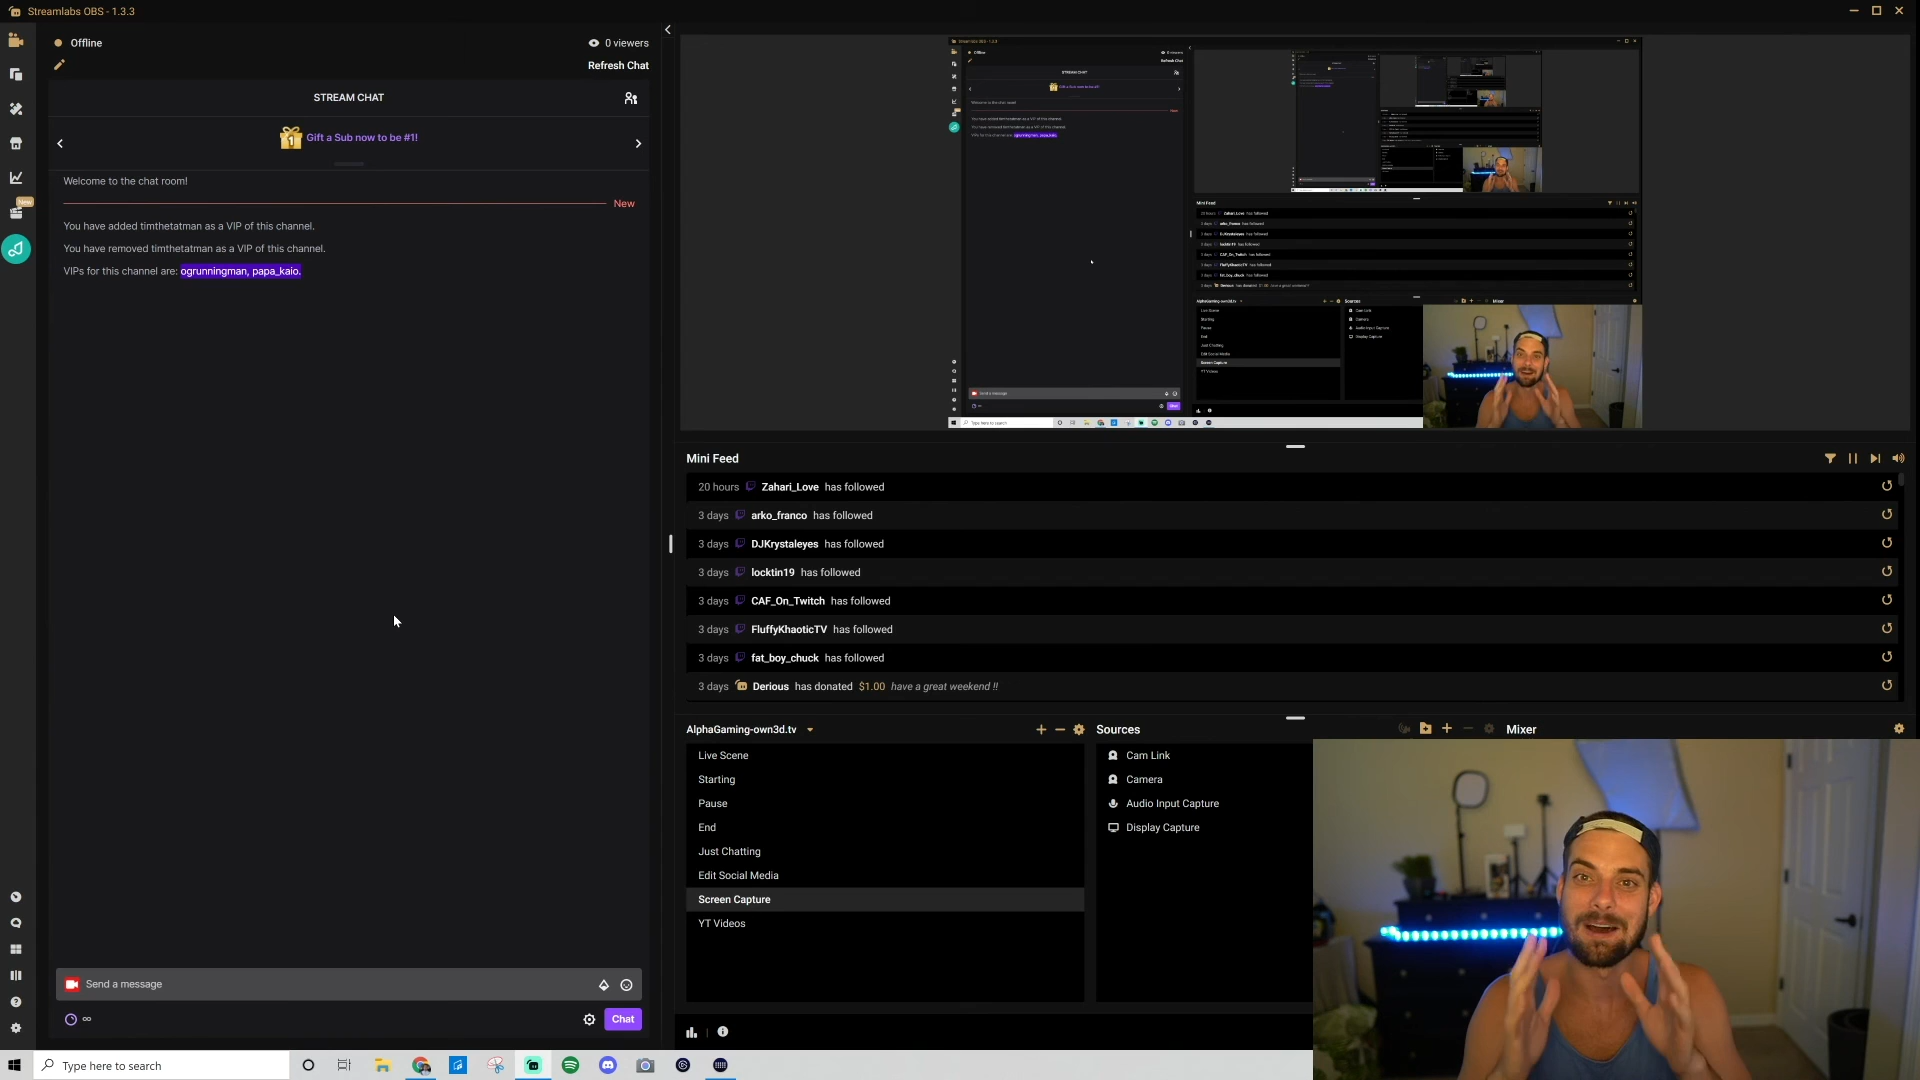 Streamlabs OBS - 1.3.3
Offline
0 viewers
Refresh Chat
STREAM CHAT
1
Gift a Sub now to be #1!
Welcome to the chat room!
New
New
You have added timthetatman as a VIP of this channel.
You have removed timthetatman as a VIP of this channel.
VIPs for this channel are: ogrunningman, papa_kaio.
Send a message
Chat
Mini Feed
20 hours Zahari_Love has followed
3 days arko_franco has followed
3 days DJKrystaleyes has followed
3 days locktin19 has followed
3 days CAF_On_Twitch has followed
3 days FluffyKhaoticTV has followed
3 days fat_boy_chuck has followed
3 days Derious has donated $1.00 have a great weekend !!
AlphaGaming-own3d.tv
Live Scene
Starting
Pause
End
Just Chatting
Edit Social Media
Screen Capture
YT Videos
Sources
Cam Link
Camera
Audio Input Capture
Display Capture
Mixer
Type here to search